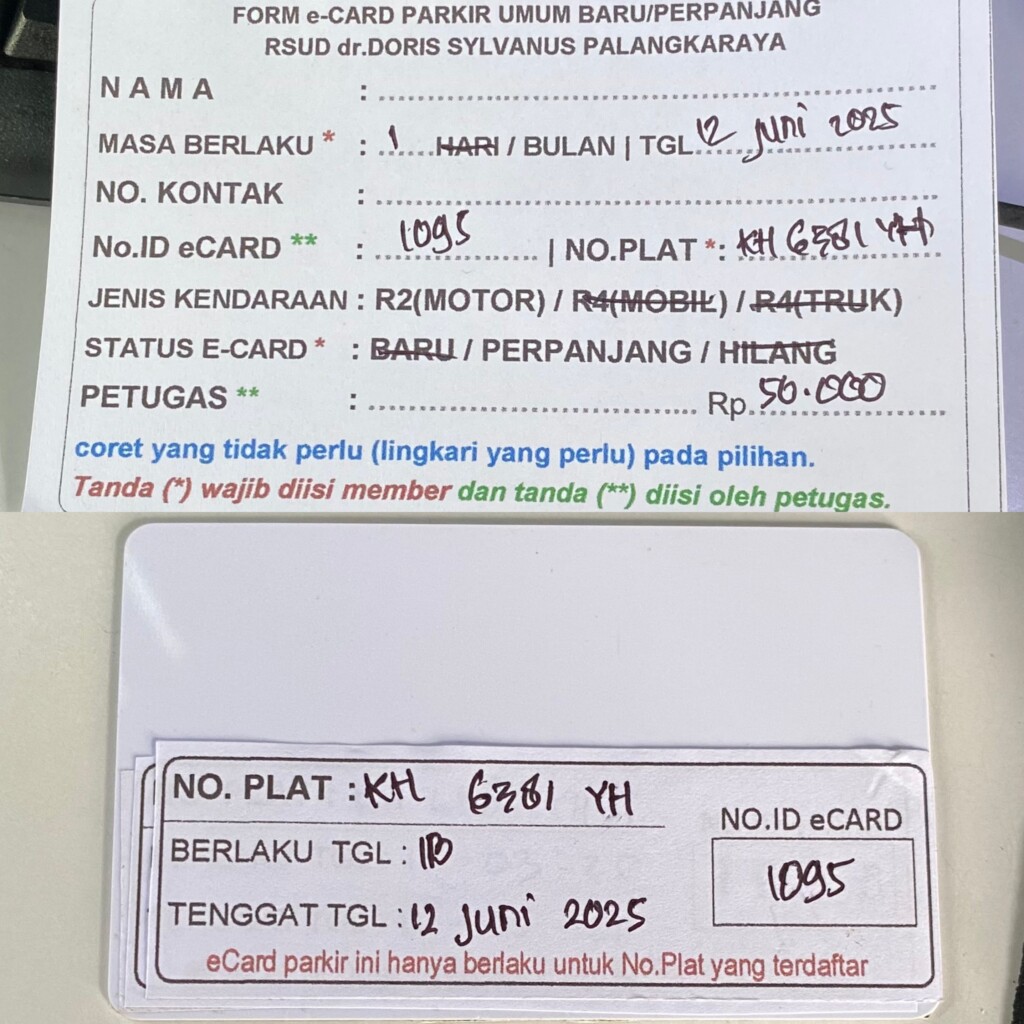 FORM e-CARD PARKIR UMUM BARU/PERPANJANG
RSUD dr.DORIS SYLVANUS PALANGKARAYA
N A M A :
MASA BERLAKU * : 1 HARI / BULAN | TGL 12 Juni 2025
NO. KONTAK :
No.ID eCARD ** : 1095 | NO.PLAT *: KH 6381 YH
JENIS KENDARAAN : R2(MOTOR) / R4(MOBIL) / R4(TRUK)
STATUS E-CARD * : BARU / PERPANJANG / HILANG
PETUGAS ** : Rp. 50.000
coret yang tidak perlu (lingkari yang perlu) pada pilihan.
Tanda (*) wajib diisi member dan tanda (**) diisi oleh petugas.
NO. PLAT : KH 6381 YH
NO.ID eCARD
BERLAKU TGL : 1B
1095
TENGGAT TGL : 12 Juni 2025
eCard parkir ini hanya berlaku untuk No.Plat yang terdaftar